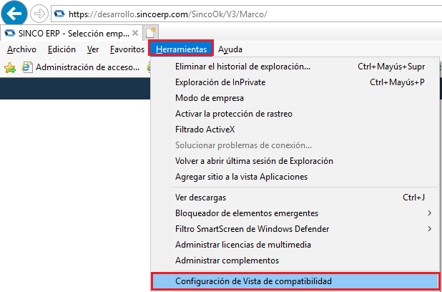 https://desarrollo.sincoerp.com/SincoOk/V3/Marco/
SINCO ERP - Selección emp...
Archivo Edición Ver Favoritos Herramientas Ayuda
Administración de acceso...
Eliminar el historial de exploración... Ctrl+Mayús+Supr
Exploración de InPrivate Ctrl+Mayús+P
Modo de empresa
Activar la protección de rastreo
Filtrado ActiveX
Solucionar problemas de conexión...
Volver a abrir última sesión de Exploración
Agregar sitio a la vista Aplicaciones
Ver descargas Ctrl+J
Bloqueador de elementos emergentes
Filtro SmartScreen de Windows Defender
Administrar licencias de multimedia
Administrar complementos
Configuración de Vista de compatibilidad